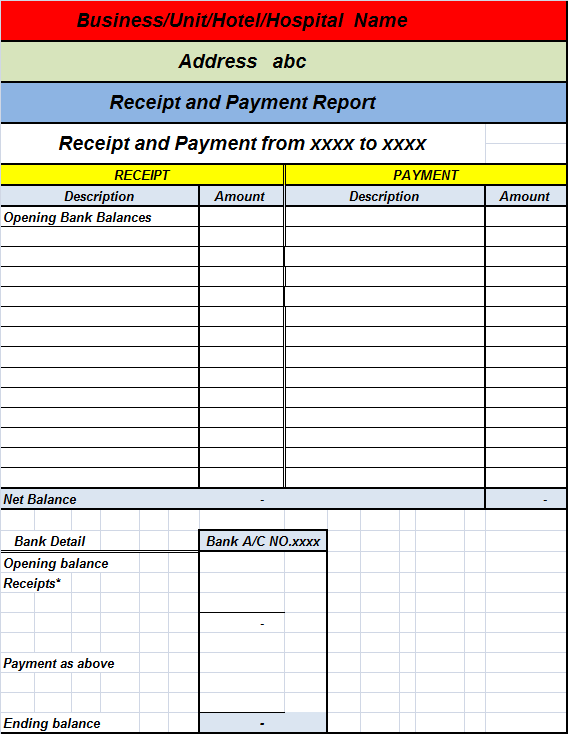 Business/Unit/Hotel/Hospital Name
Address abc
Receipt and Payment Report
Receipt and Payment from xxxx to xxxx
RECEIPT PAYMENT
Description Amount Description Amount
Opening Bank Balances
Net Balance - -
Bank Detail Bank A/C NO.xxxx
Opening balance
Receipts*
-
Payment as above
Ending balance -